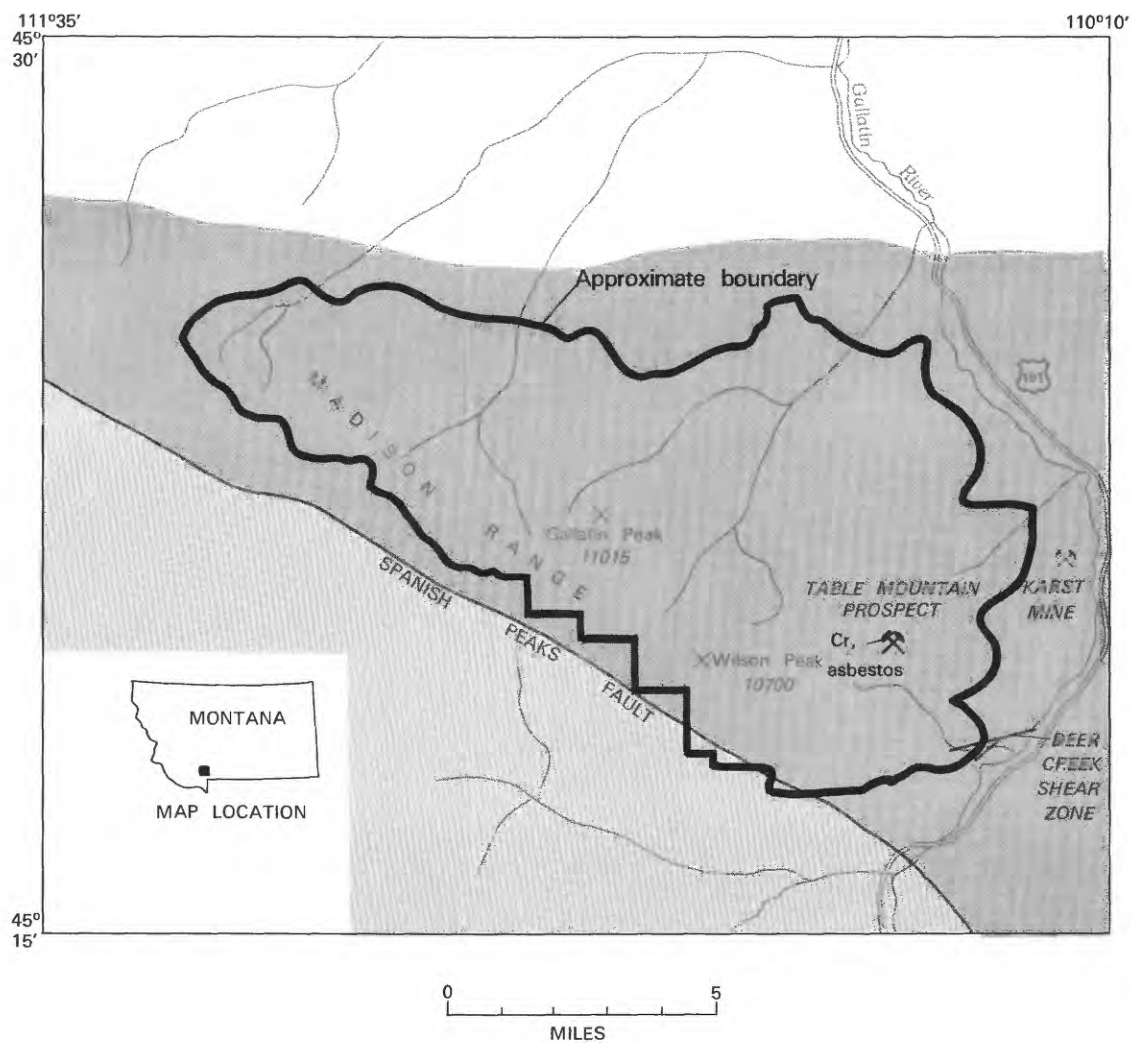 111°35'
110°10'
45°
30'
Gallatin
River
Approximate boundary
191
MADISON
RANGE
Gallatin Peak
11015
SPANISH
PEAKS
FAULT
TABLE MOUNTAIN
PROSPECT
KARST
MINE
Cr,
asbestos
Wilson Peak
10700
DEER
CREEK
SHEAR
ZONE
MONTANA
MAP LOCATION
45°
15'
0
5
MILES